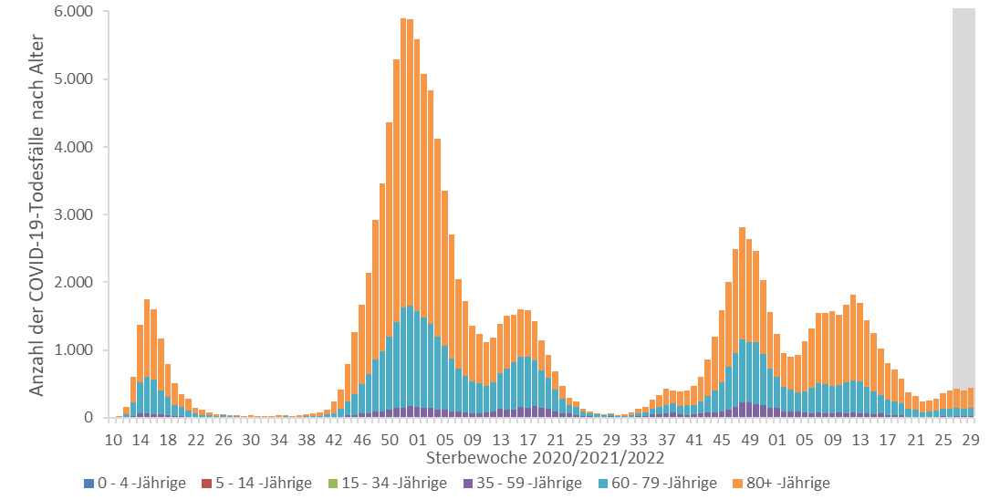 Anzahl der COVID-19-Todesfälle nach Alter
6.000
5.000
4.000
3.000
2.000
1.000
0
10 14 18 22 26 30 34 38 42 46 50 01 05 09 13 17 21 25 29 33 37 41 45 49 01 05 09 13 17 21 25 29
Sterbewoche 2020/2021/2022
0 - 4 -Jährige 5 - 14 -Jährige 15 - 34 -Jährige 35 - 59 -Jährige 60 - 79 -Jährige 80+ -Jährige